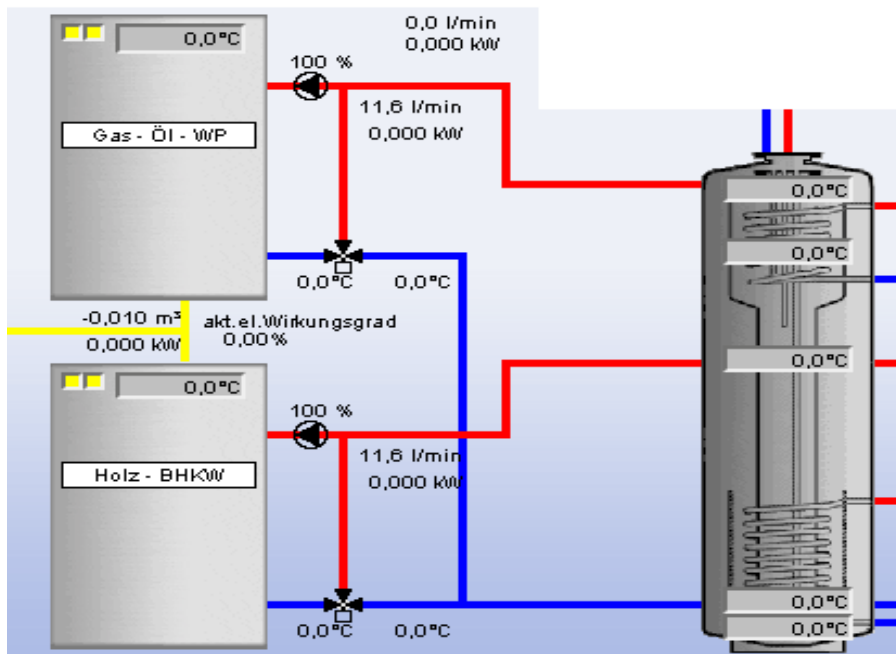 0,0 l/min
0,0°C
0,000 kW
100 %
11,6 l/min
Gas - Öl - WP
0,000 kW
0,0°C
0,0°C
0,0°C 0,0°C
-0,010 m³
akt.el.Wirkungsgrad
0,000 kW
0,00%
0,0°C
0,0°C
100 %
11,6 l/min
Holz - BHKW
0,000 kW
0,0°C
0,0°C 0,0°C
0,0°C